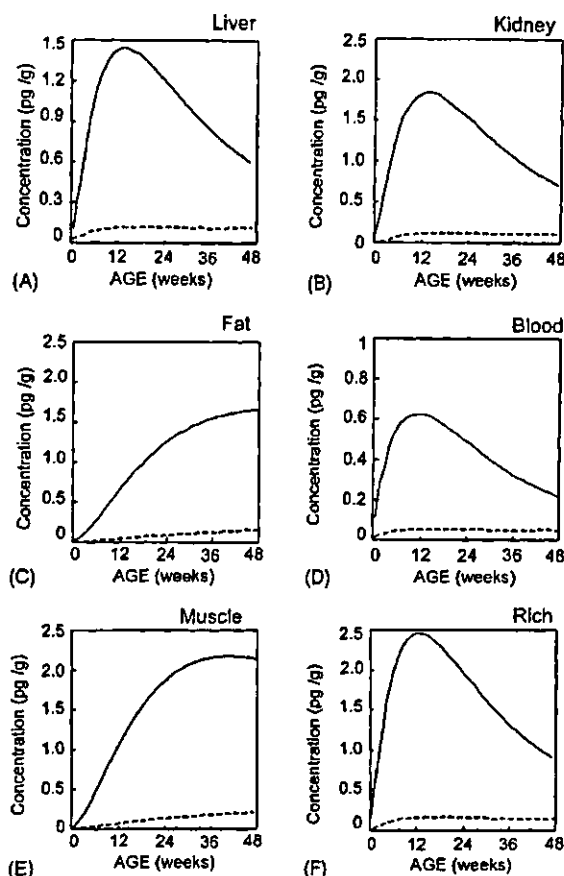 Liver
Concentration (pg /g)
1.5
1.2
0.9
0.6
0.3
0
0 12 24 36 48
(A) AGE (weeks)
Kidney
Concentration (pg /g)
2.5
2.0
1.5
1.0
0.5
0
0 12 24 36 48
(B) AGE (weeks)
Fat
Concentration (pg /g)
2.5
2.0
1.5
1.0
0.5
0
0 12 24 36 48
(C) AGE (weeks)
Blood
Concentration (pg /g)
1
0.8
0.6
0.4
0.2
0
0 12 24 36 48
(D) AGE (weeks)
Muscle
Concentration (pg /g)
2.5
2.0
1.5
1.0
0.5
0
0 12 24 36 48
(E) AGE (weeks)
Rich
Concentration (pg /g)
2.5
2.0
1.5
1.0
0.5
0
0 12 24 36 48
(F) AGE (weeks)